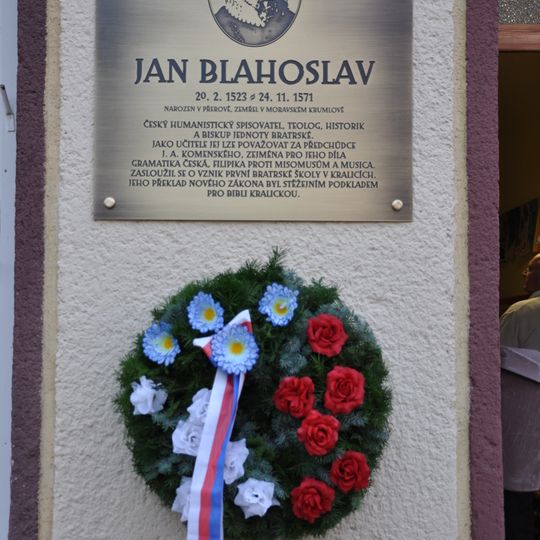 JAN BLAHOSLAV
20. 2. 1523 ≠ 24. 11. 1571
NAROZEN V PŘEROVĚ, ZEMŘEL V MORAVSKÉM KRUMLOVĚ
ČESKÝ HUMANISTICKÝ SPISOVATEL, TEOLOG, HISTORIK
A BISKUP JEDNOTY BRATRSKÉ.
JAKO UČITELE JEJ LZE POVAŽOVAT ZA PŘEDCHŮDCE
J. A. KOMENSKÉHO, ZEJMÉNA PRO JEHO DÍLA
GRAMATIKA ČESKÁ, FILIPIKA PROTI MISOMUSŮM A MUSICA.
ZASLOUŽIL SE O VZNIK PRVNÍ BRATRSKÉ ŠKOLY V KRALICÍCH.
JEHO PŘEKLAD NOVÉHO ZÁKONA BYL STĚŽEJNÍM PODKLADEM
PRO BIBLI KRALICKOU.